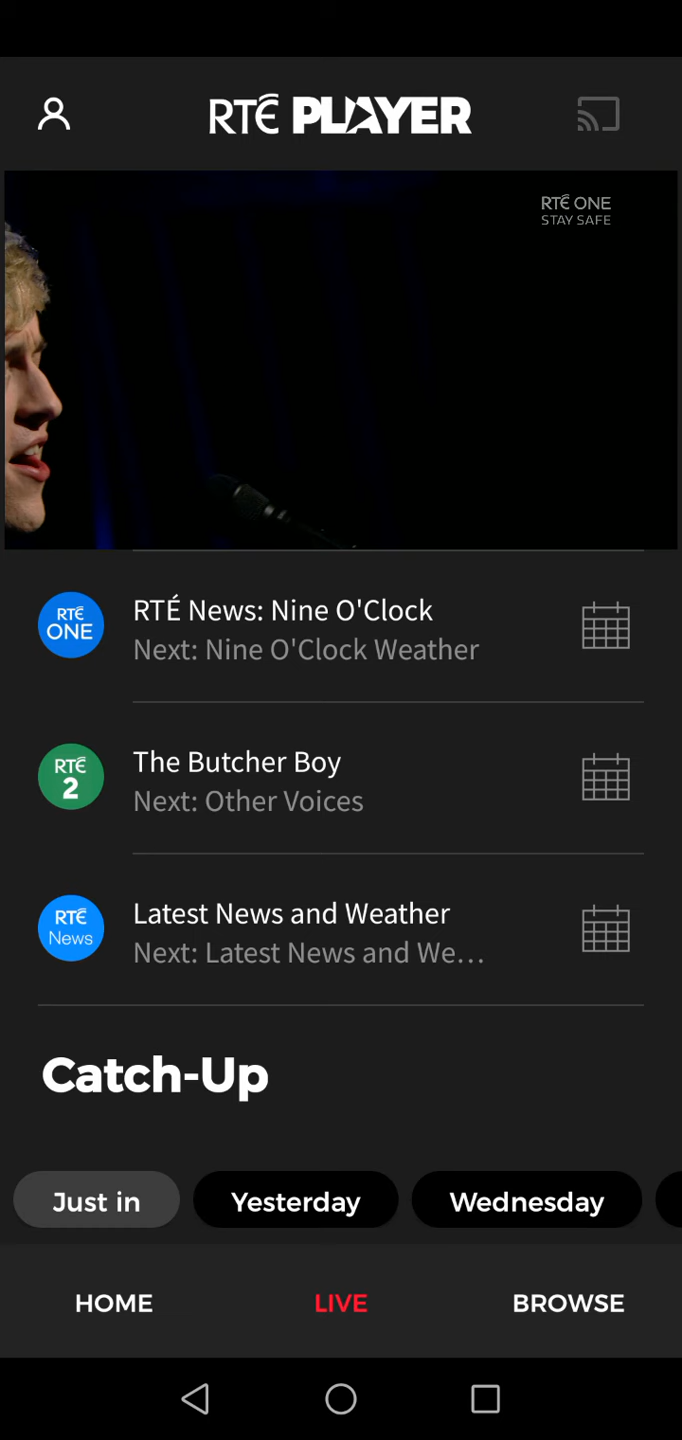 RTÉ PLAYER
RTÉ ONE
STAY SAFE
RTÉ
ONE
RTÉ News: Nine O'Clock
Next: Nine O'Clock Weather
RTÉ
2
The Butcher Boy
Next: Other Voices
RTÉ
News
Latest News and Weather
Next: Latest News and We...
Catch-Up
Just in
Yesterday
Wednesday
HOME
LIVE
BROWSE